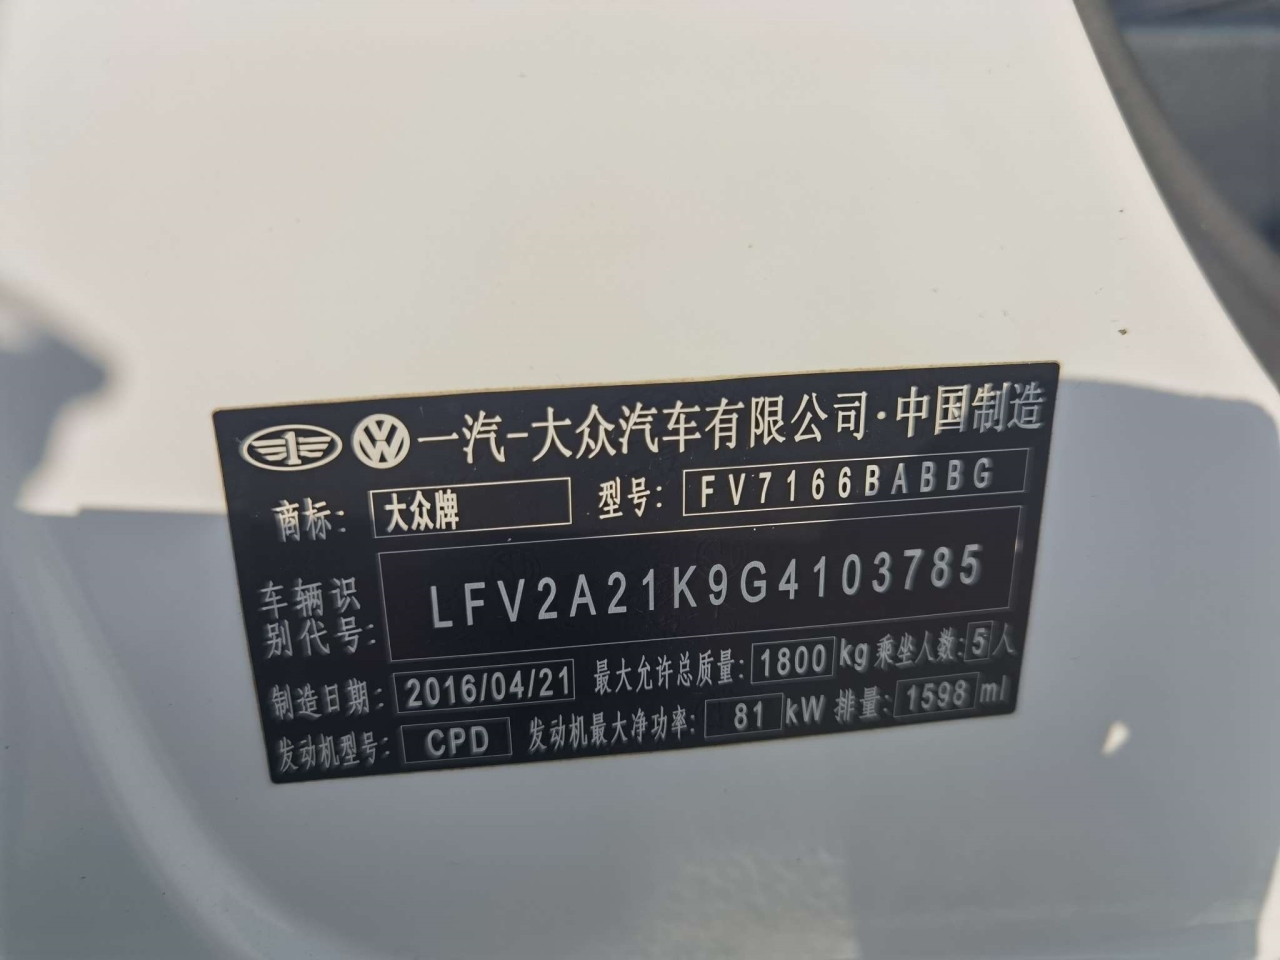 一汽-大众汽车有限公司·中国制造
商标: 大众牌 型号: FV7166BABBG
车辆识别代号: LFV2A21K9G4103785
制造日期: 2016/04/21 最大允许总质量: 1800 kg 乘坐人数: 5 人
发动机型号: CPD 发动机最大净功率: 81 kW 排量: 1598 ml